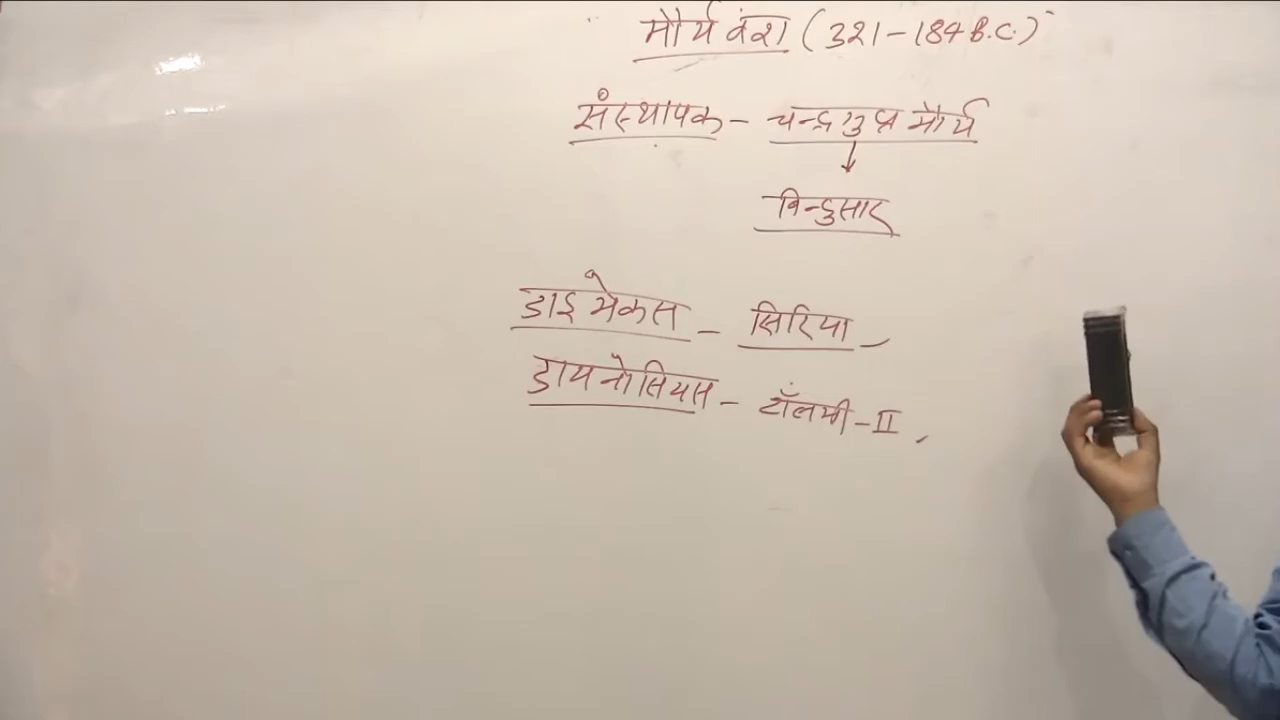 मौर्य वंश (321-184 B.C.)
संस्थापक - चन्द्रगुप्त मौर्य
↓
बिन्दुसार
डाइमेकस - सिरिया
डायनोसियस - टॉलमी-II